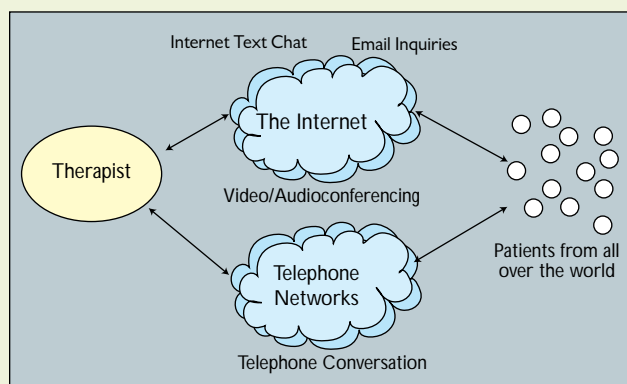 Internet Text Chat
Email Inquiries
The Internet
Therapist
Video/Audioconferencing
Patients from all
over the world
Telephone
Networks
Telephone Conversation